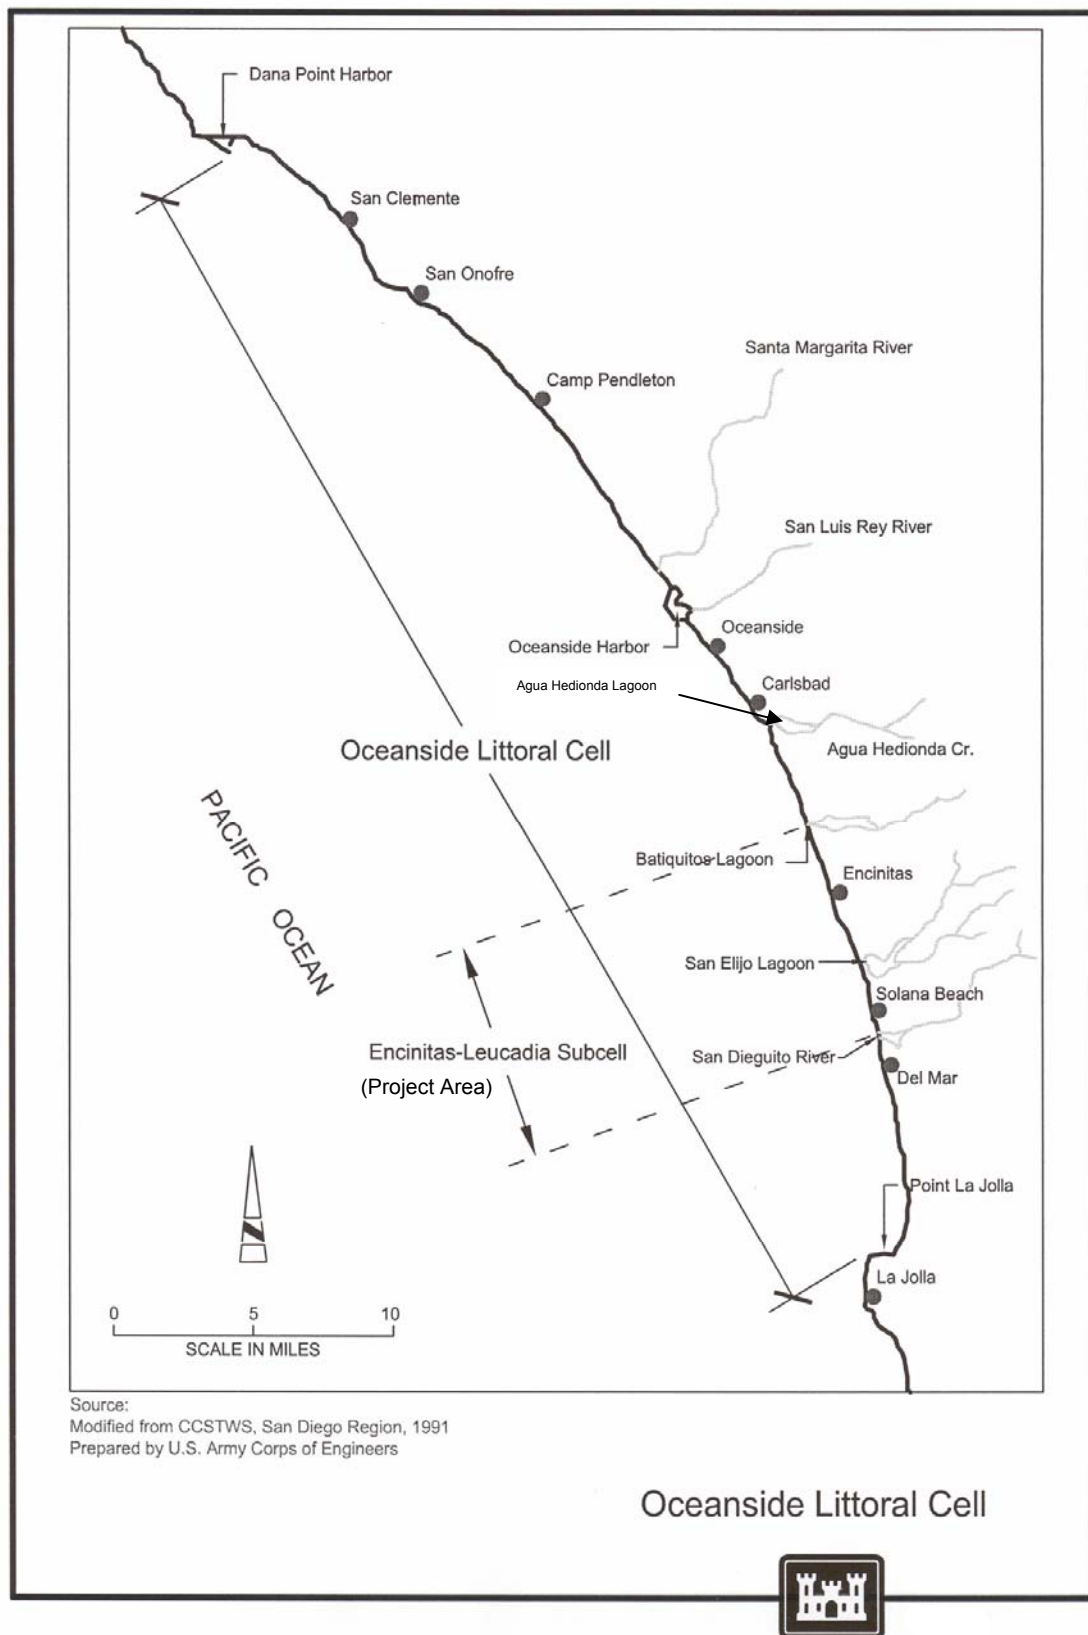 Dana Point Harbor
San Clemente
San Onofre
Santa Margarita River
Camp Pendleton
San Luis Rey River
Oceanside
Oceanside Harbor
Agua Hedionda Lagoon
Carlsbad
Agua Hedionda Cr.
Oceanside Littoral Cell
PACIFIC OCEAN
Batiquitos Lagoon
Encinitas
San Elijo Lagoon
Solana Beach
Encinitas-Leucadia Subcell
(Project Area)
San Dieguito River
Del Mar
Point La Jolla
La Jolla
0 5 10
SCALE IN MILES
Source:
Modified from CCSTWS, San Diego Region, 1991
Prepared by U.S. Army Corps of Engineers
Oceanside Littoral Cell